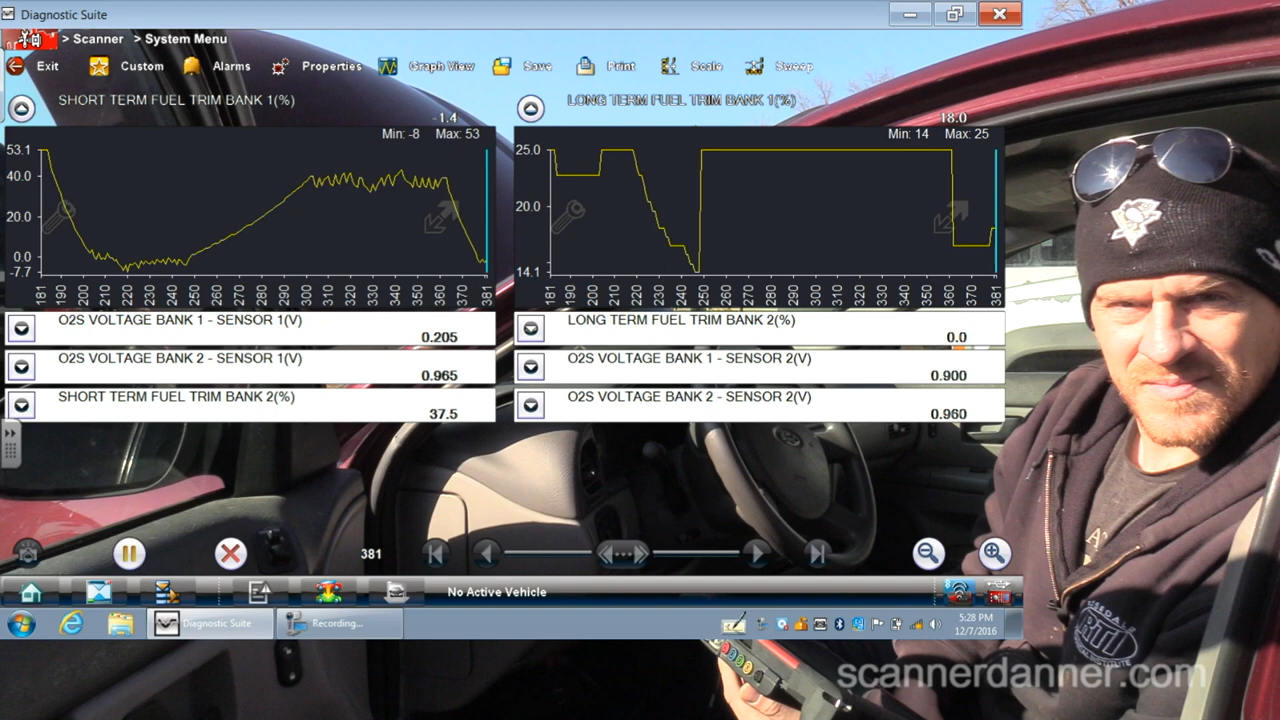 Diagnostic Suite
> Scanner > System Menu
Exit Custom Alarms Properties Graph View Save Print Scale Sweep
SHORT TERM FUEL TRIM BANK 1(%)
-1.4
Min: -8 Max: 53
53.1
40.0
20.0
0.0
-7.7
181 190 200 210 220 230 240 250 260 270 280 290 300 310 320 330 340 350 360 370 381
LONG TERM FUEL TRIM BANK 1(%)
18.0
Min: 14 Max: 25
25.0
20.0
14.1
181 190 200 210 220 230 240 250 260 270 280 290 300 310 320 330 340 350 360 370 381
O2S VOLTAGE BANK 1 - SENSOR 1(V)
0.205
LONG TERM FUEL TRIM BANK 2(%)
0.0
O2S VOLTAGE BANK 2 - SENSOR 1(V)
0.965
O2S VOLTAGE BANK 1 - SENSOR 2(V)
0.900
SHORT TERM FUEL TRIM BANK 2(%)
37.5
O2S VOLTAGE BANK 2 - SENSOR 2(V)
0.960
381
No Active Vehicle
Diagnostic Suite
Recording...
5:28 PM
12/7/2016
RTI
scannerdanner.com